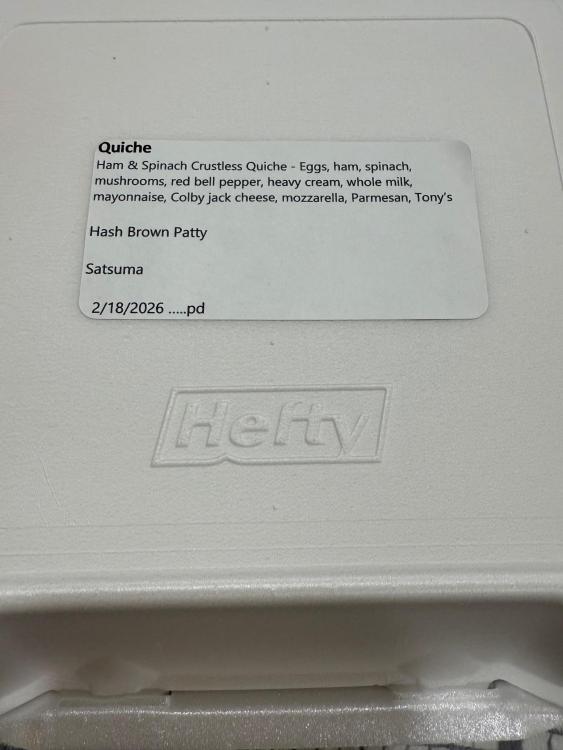 Quiche
Ham & Spinach Crustless Quiche - Eggs, ham, spinach,
mushrooms, red bell pepper, heavy cream, whole milk,
mayonnaise, Colby jack cheese, mozzarella, Parmesan, Tony's
Hash Brown Patty
Satsuma
2/18/2026 .....pd
Hefty